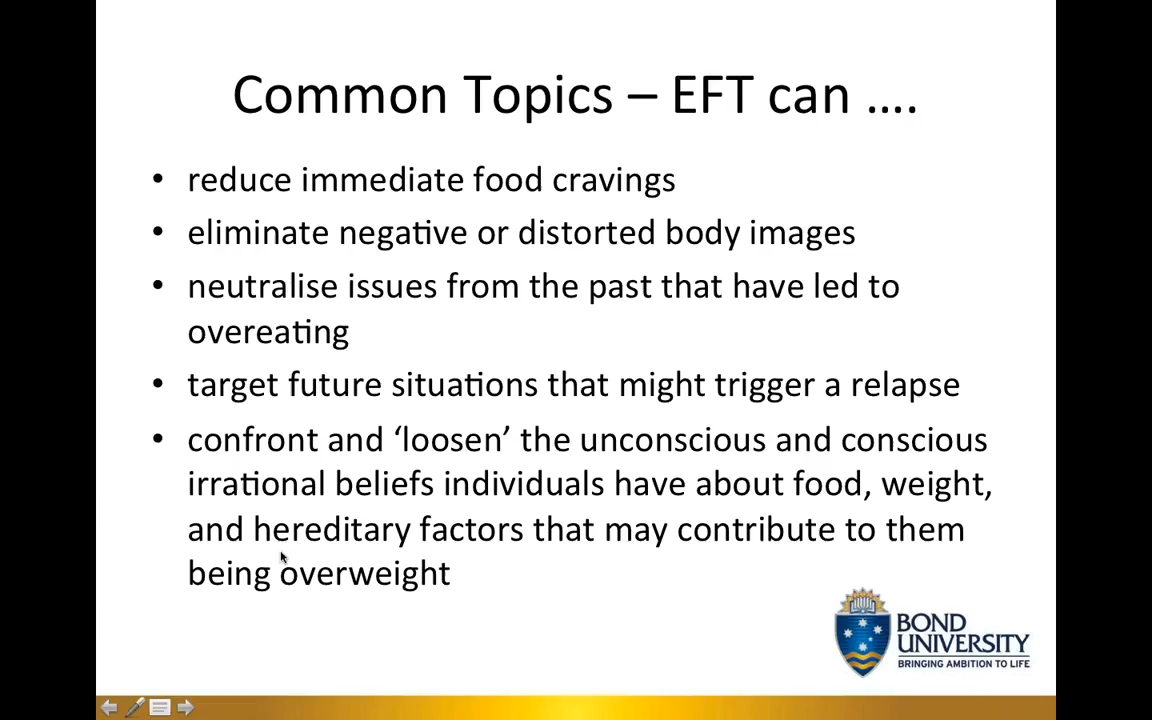 Common Topics – EFT can ….
• reduce immediate food cravings
• eliminate negative or distorted body images
• neutralise issues from the past that have led to
overeating
• target future situations that might trigger a relapse
• confront and ‘loosen’ the unconscious and conscious
irrational beliefs individuals have about food, weight,
and hereditary factors that may contribute to them
being overweight
BOND
UNIVERSITY
BRINGING AMBITION TO LIFE